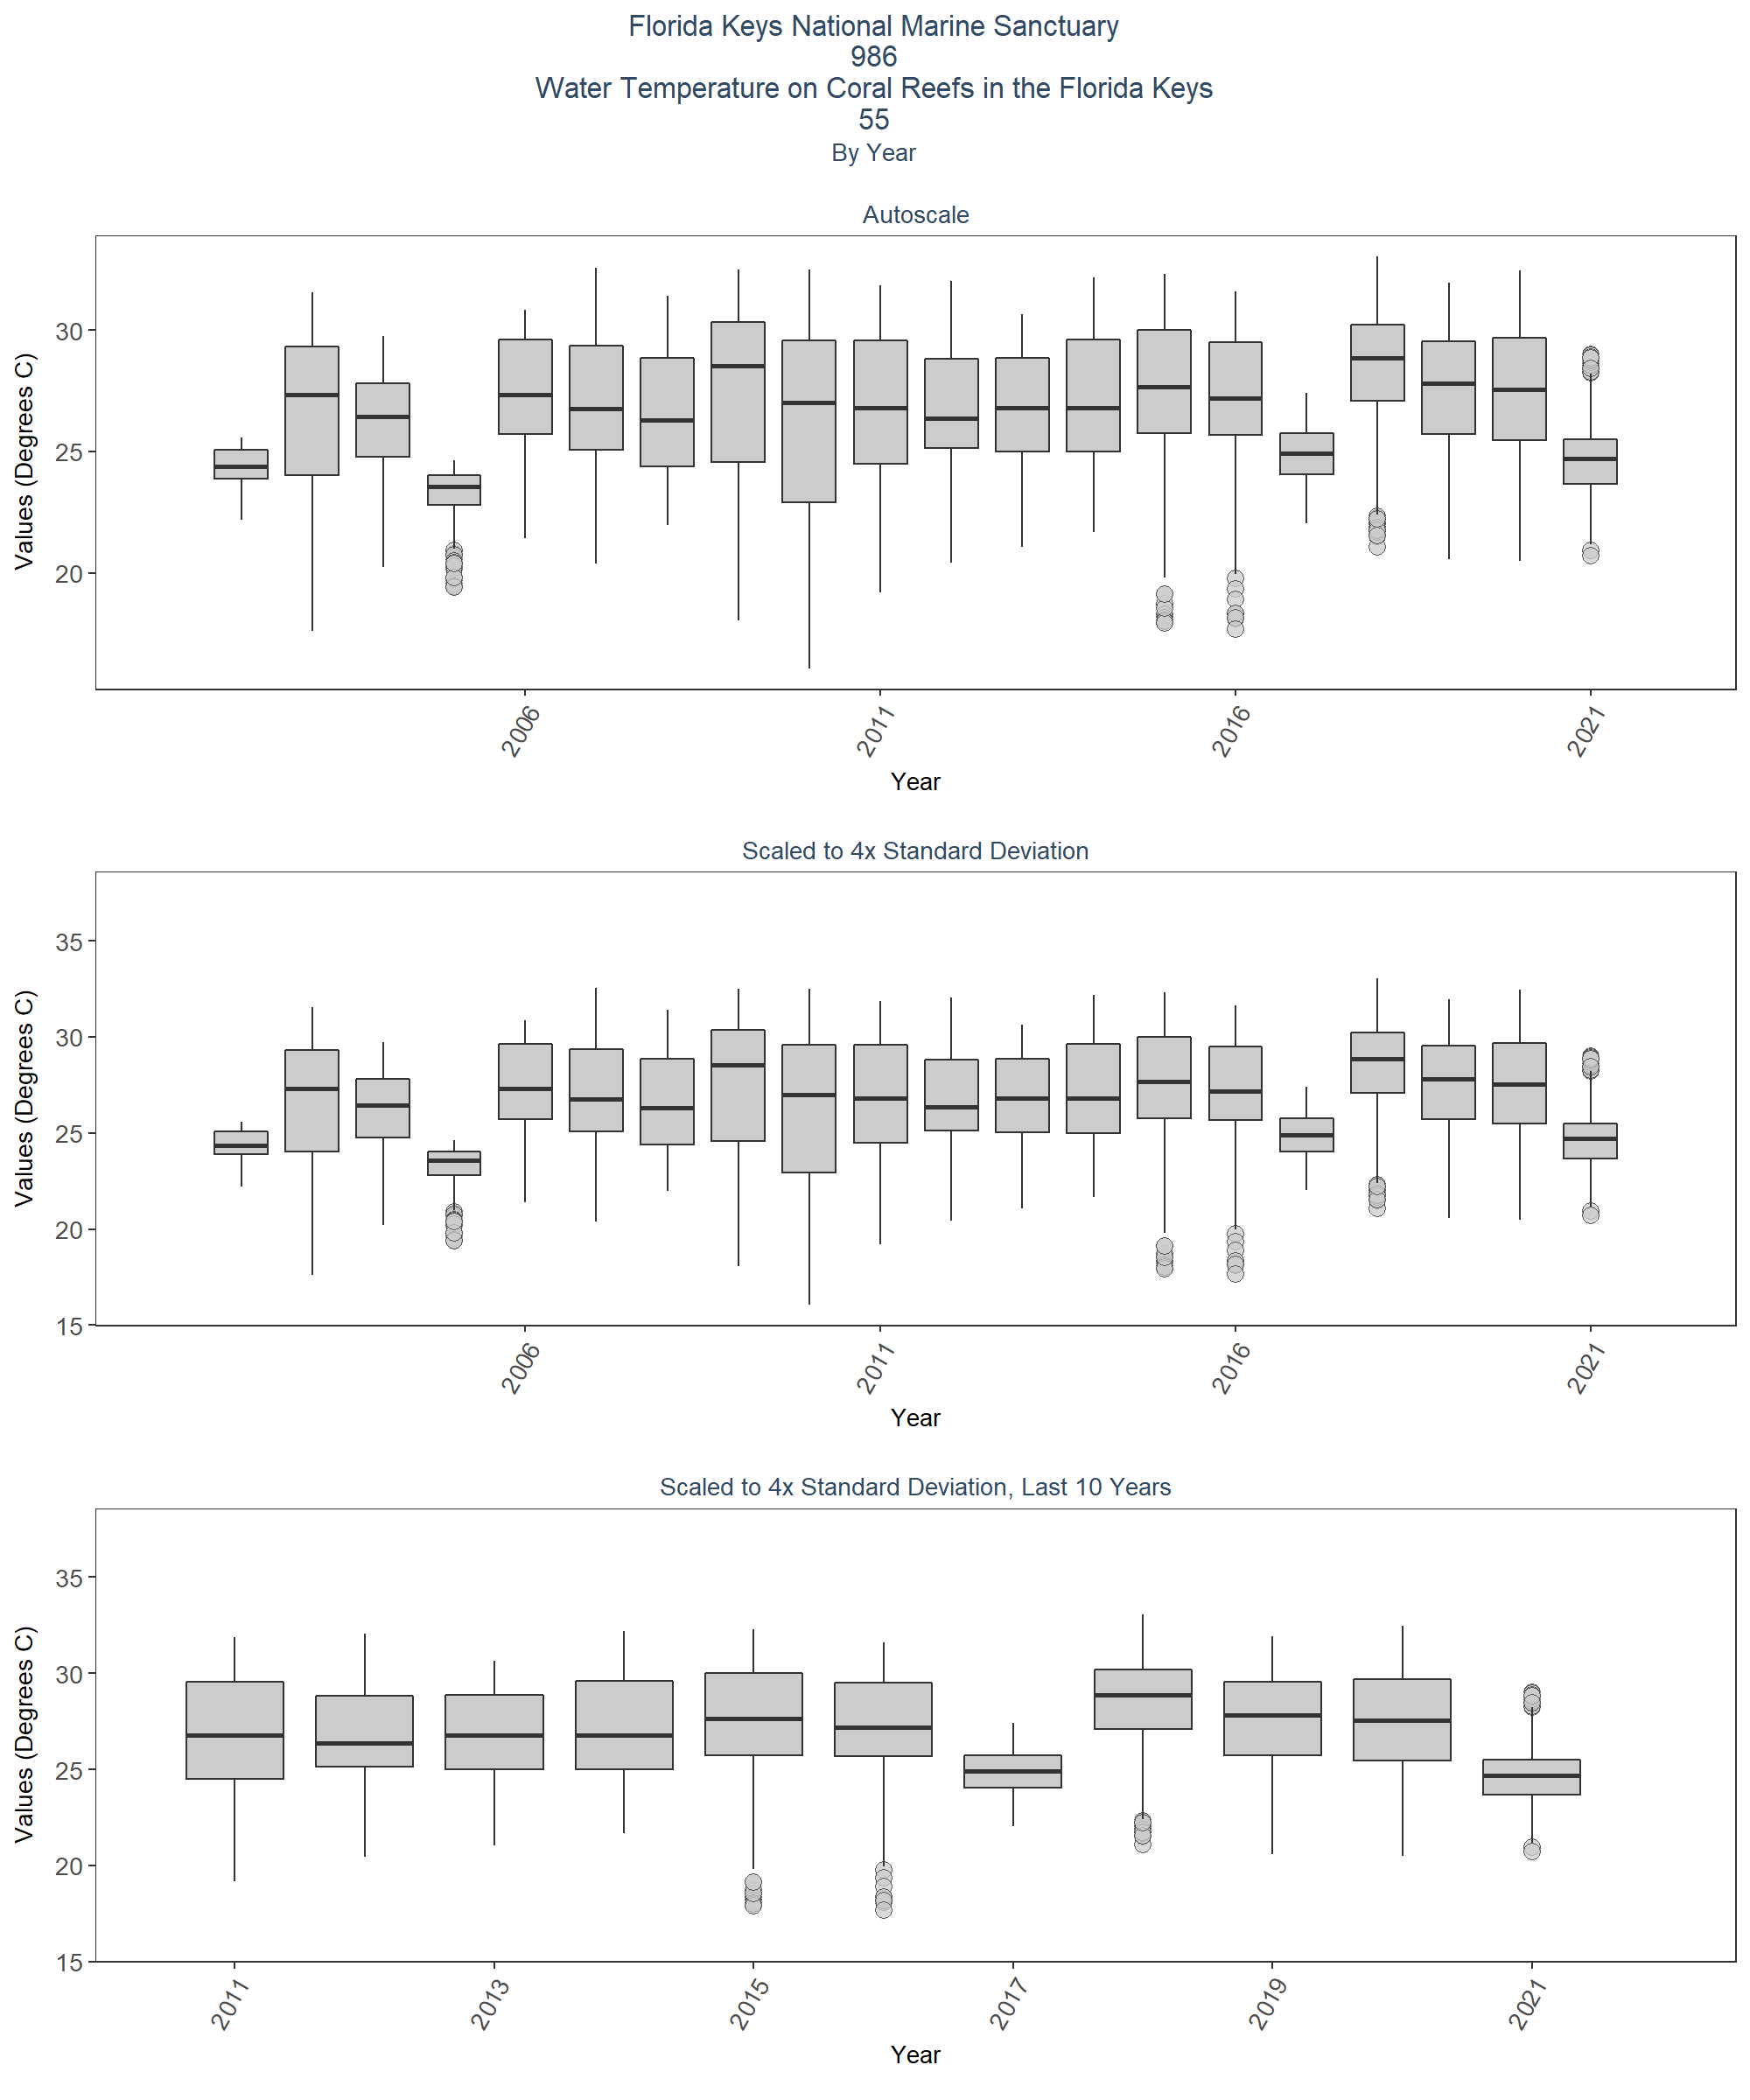 Florida Keys National Marine Sanctuary
986
Water Temperature on Coral Reefs in the Florida Keys
55
By Year
Autoscale
Values (Degrees C)
30
25
20
2006
2011
2016
2021
Year
Scaled to 4x Standard Deviation
Values (Degrees C)
35
30
25
20
15
2006
2011
2016
2021
Year
Scaled to 4x Standard Deviation, Last 10 Years
Values (Degrees C)
35
30
25
20
15
2011
2013
2015
2017
2019
2021
Year